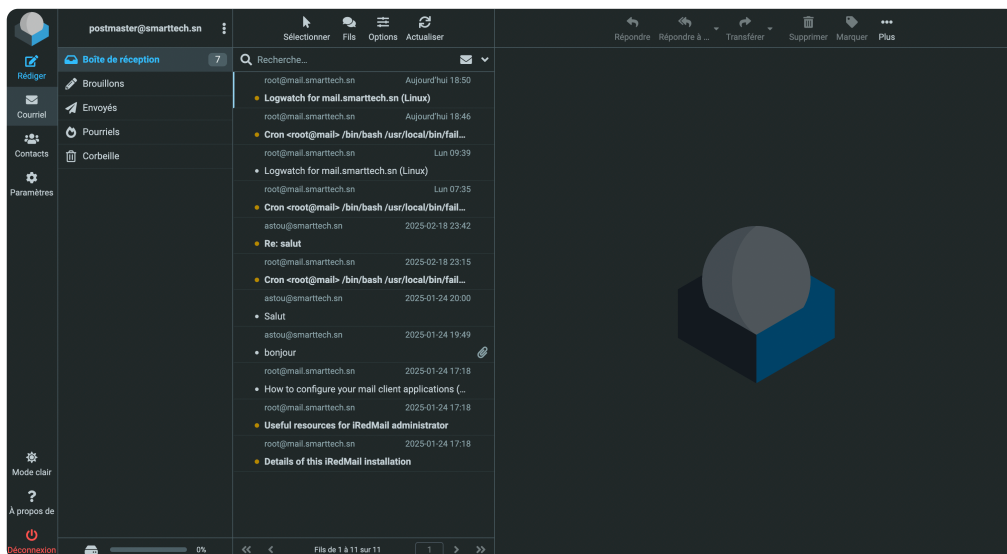 postmaster@smarttech.sn
Sélectionner Fils Options Actualiser
Répondre Répondre à ... Transférer Supprimer Marquer Plus
Rédiger
Courriel
Contacts
Paramètres
Mode clair
À propos de
Déconnexion
Boîte de réception 7
Brouillons
Envoyés
Pourriels
Corbeille
0%
Recherche...
root@mail.smarttech.sn Aujourd'hui 18:50
Logwatch for mail.smarttech.sn (Linux)
root@mail.smarttech.sn Aujourd'hui 18:46
Cron <root@mail> /bin/bash /usr/local/bin/fail...
root@mail.smarttech.sn Lun 09:39
Logwatch for mail.smarttech.sn (Linux)
root@mail.smarttech.sn Lun 07:35
Cron <root@mail> /bin/bash /usr/local/bin/fail...
astou@smarttech.sn 2025-02-18 23:42
Re: salut
root@mail.smarttech.sn 2025-02-18 23:15
Cron <root@mail> /bin/bash /usr/local/bin/fail...
astou@smarttech.sn 2025-01-24 20:00
Salut
astou@smarttech.sn 2025-01-24 19:49
bonjour
root@mail.smarttech.sn 2025-01-24 17:18
How to configure your mail client applications (...
root@mail.smarttech.sn 2025-01-24 17:18
Useful resources for iRedMail administrator
root@mail.smarttech.sn 2025-01-24 17:18
Details of this iRedMail installation
Fils de 1 à 11 sur 11 1